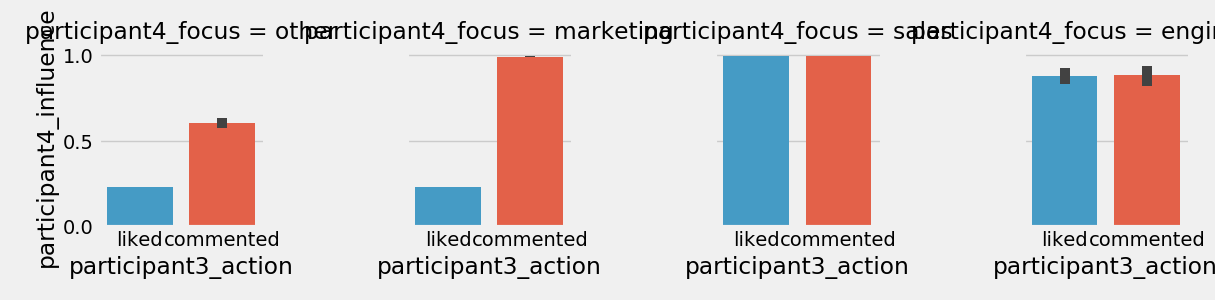 participant4_focus = other
participant4_focus = marketing
participant4_focus = sales
participant4_focus = engin
participant4_influence
1.0
0.5
0.0
liked commented
liked commented
liked commented
liked commented
participant3_action
participant3_action
participant3_action
participant3_action